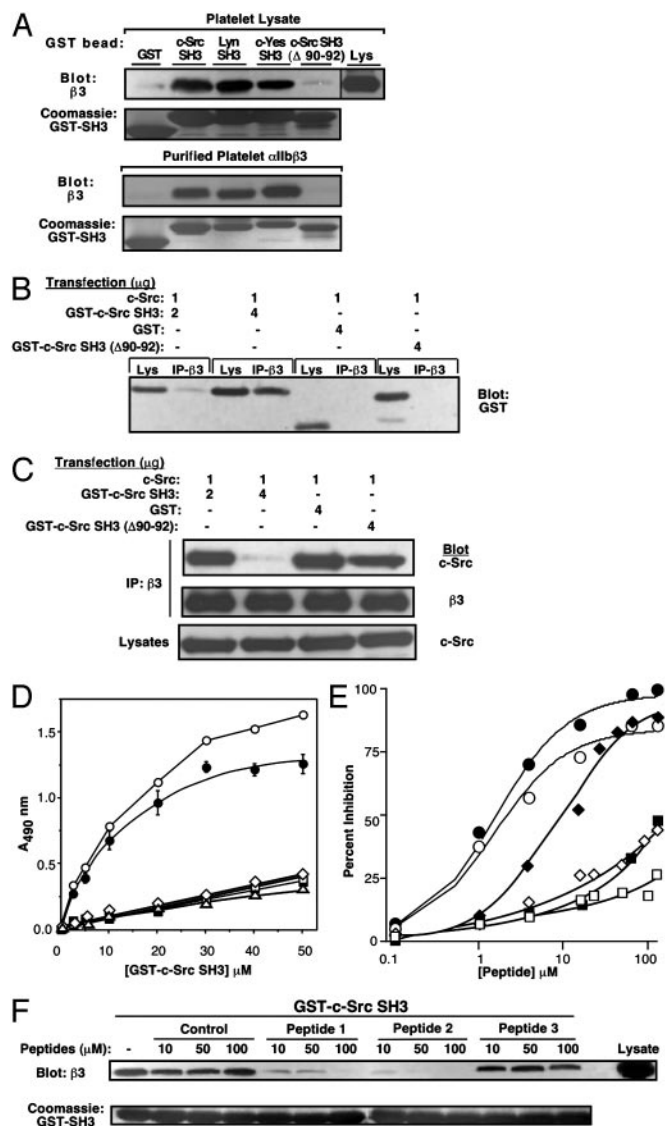 A
Platelet Lysate
GST bead: GST c-Src SH3 Lyn SH3 c-Yes SH3 c-Src SH3 (Δ 90-92) Lys
Blot: β3
Coomassie: GST-SH3
Purified Platelet αIIbβ3
Blot: β3
Coomassie: GST-SH3
B
Transfection (µg)
c-Src: 1 1 1 1
GST-c-Src SH3: 2 4 - -
GST: - - 4 -
GST-c-Src SH3 (Δ90-92): - - - 4
Lys IP-β3 Lys IP-β3 Lys IP-β3 Lys IP-β3
Blot: GST
C
Transfection (µg)
c-Src: 1 1 1 1
GST-c-Src SH3: 2 4 - -
GST: - - 4 -
GST-c-Src SH3 (Δ90-92): - - - 4
Blot
c-Src
IP: β3
β3
Lysates c-Src
D
A490 nm
1.5
1.0
0.5
0.0
0 10 20 30 40 50
[GST-c-Src SH3] µM
E
Percent Inhibition
100
75
50
25
0
0.1 1 10 100
[Peptide] µM
F
GST-c-Src SH3
Control Peptide 1 Peptide 2 Peptide 3
Peptides (µM): - 10 50 100 10 50 100 10 50 100 10 50 100 Lysate
Blot: β3
Coomassie: GST-SH3